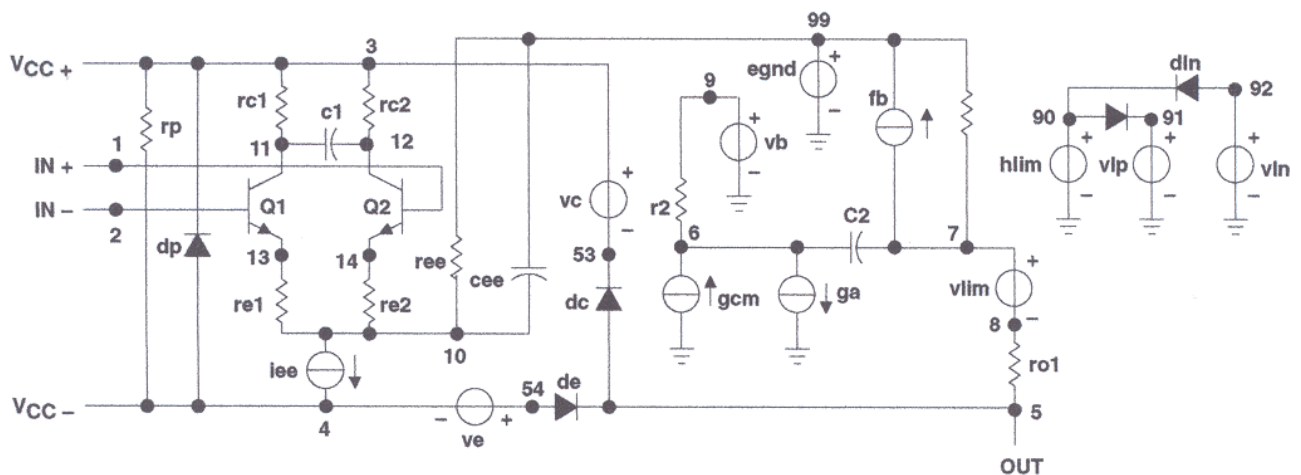 99
3
V CC +
9
egnd
+
−
dln
92
rc1
rc2
c1
fb
rp
+
vb
−
90
91
1
11
12
+
hlim
−
+
vlp
−
+
vln
−
IN +
r2
Q1
Q2
+
vc
−
IN −
C2
2
6
7
dp
13
14
ree
cee
53
+
vlim
−
re1
re2
dc
gcm
ga
8
10
iee
ro1
54
de
V CC −
−
+
4
ve
5
OUT